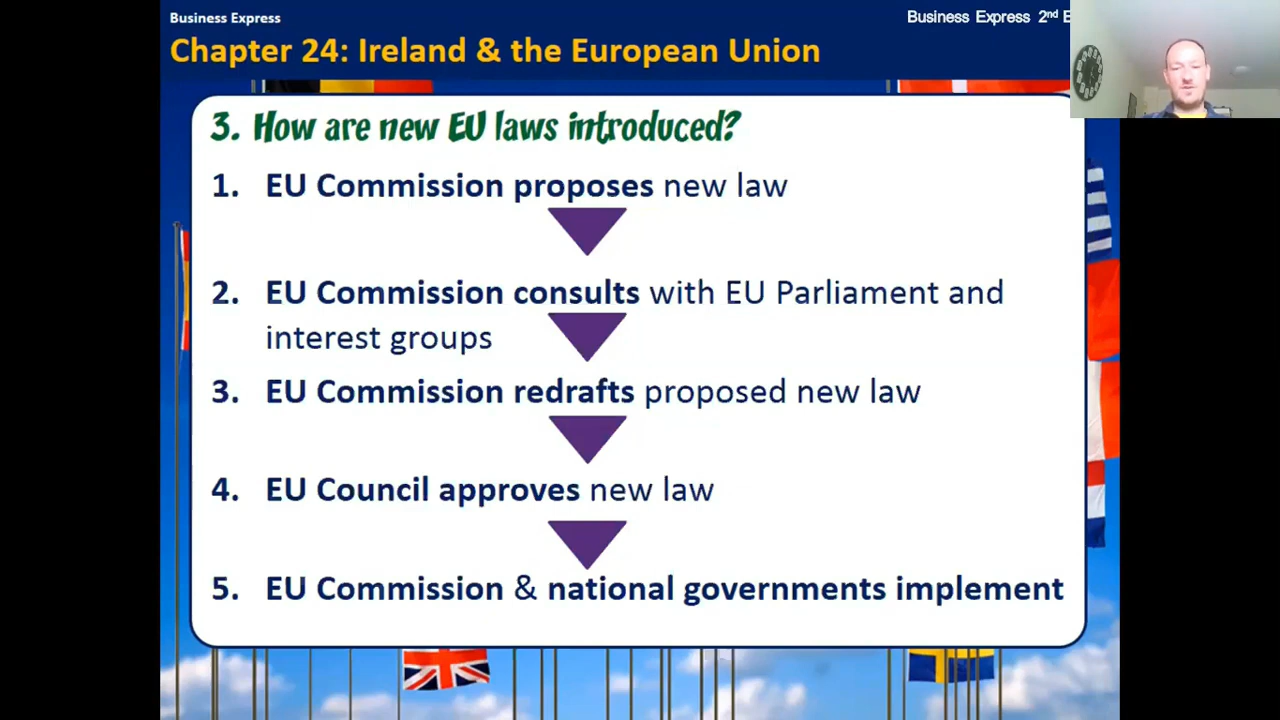 Business Express
Business Express 2nd E
Chapter 24: Ireland & the European Union
3. How are new EU laws introduced?
1. EU Commission proposes new law
2. EU Commission consults with EU Parliament and
interest groups
3. EU Commission redrafts proposed new law
4. EU Council approves new law
5. EU Commission & national governments implement